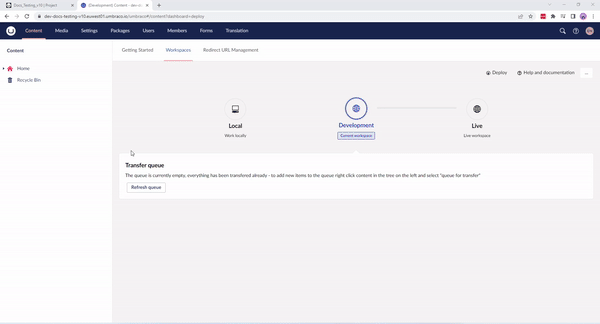 Docs_Testing_v10 | Project
(Development) Content - dev-do
dev-docs-testing-v10.euwest01.umbraco.io/umbraco#/content?dashboard=deploy
Content Media Settings Packages Users Members Forms Translation
Content
Home
Recycle Bin
Getting Started Workspaces Redirect URL Management
Deploy Help and documentation ...
Local
Work locally
Development
Current workspace
Live
Live workspace
Transfer queue
The queue is currently empty, everything has been transfered already - to add new items to the queue right click content in the tree on the left and select "queue for transfer"
Refresh queue